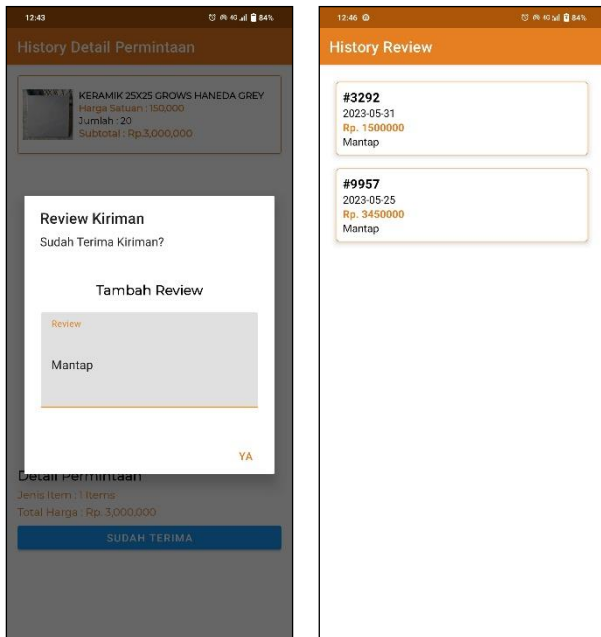 12:43
4G 84%
History Detail Permintaan
KERAMIK 25X25 GROWS HANEDA GREY
Harga Satuan : 150,000
Jumlah : 20
Subtotal : Rp.3,000,000
Review Kiriman
Sudah Terima Kiriman?
Tambah Review
Review
Mantap
YA
Detail Permintaan
Jenis Item : 1 Items
Total Harga : Rp. 3,000,000
SUDAH TERIMA
12:46
4G 84%
History Review
#3292
2023-05-31
Rp. 1500000
Mantap
#9957
2023-05-25
Rp. 3450000
Mantap